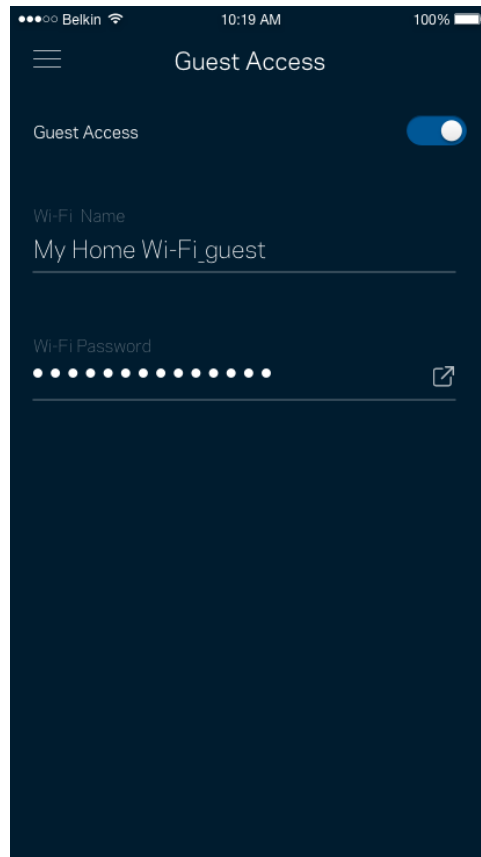 Belkin 10:19 AM 100%
Guest Access
Guest Access
Wi-Fi Name
My Home Wi-Fi_guest
Wi-Fi Password
••••••••••••••